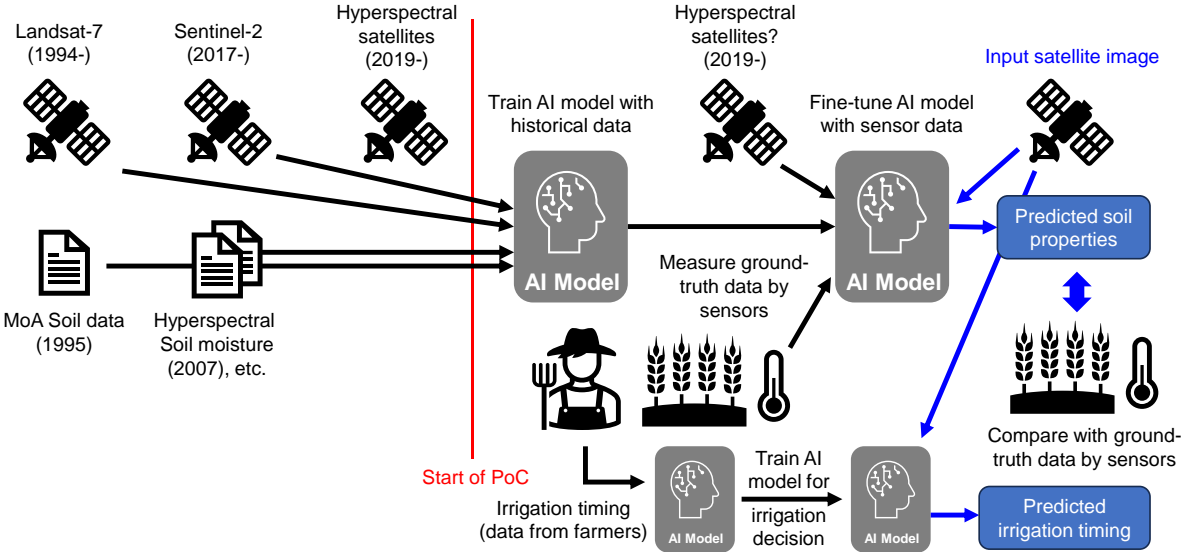 Landsat-7
(1994-)
Sentinel-2
(2017-)
Hyperspectral
satellites
(2019-)
Train AI model with
historical data
Hyperspectral
satellites?
(2019-)
Fine-tune AI model
with sensor data
Input satellite image
AI Model
AI Model
Predicted soil
properties
MoA Soil data
(1995)
Hyperspectral
Soil moisture
(2007), etc.
Measure ground-
truth data by
sensors
Compare with ground-
truth data by sensors
Start of PoC
Irrigation timing
(data from farmers)
AI Model
Train AI
model for
irrigation
decision
AI Model
Predicted
irrigation timing